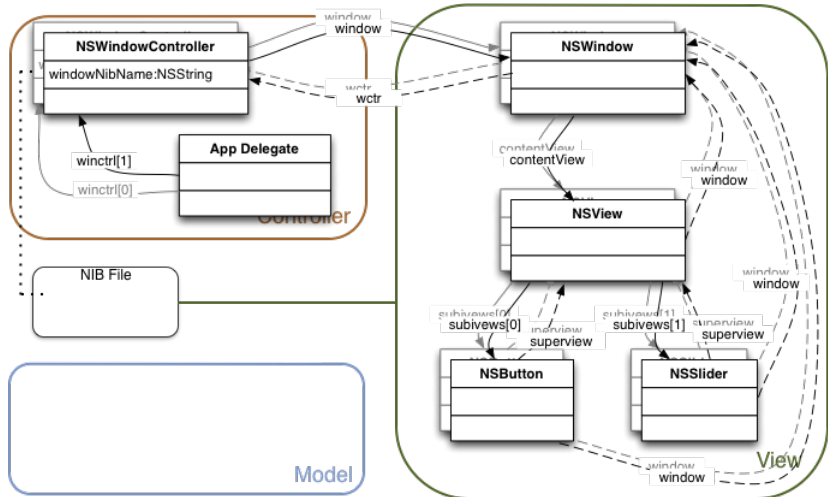 window
window
NSWindowController
NSWindow
windowNibName:NSString
wctr
wctr
winctrl[1]
App Delegate
contentView
contentView
window
window
winctrl[0]
Controller
NSView
NIB File
window
window
subivews[0]
subivews[0]
superview
subivews[1]
subivews[1]
superview
superview
NSButton
NSSlider
window
window
View
Model